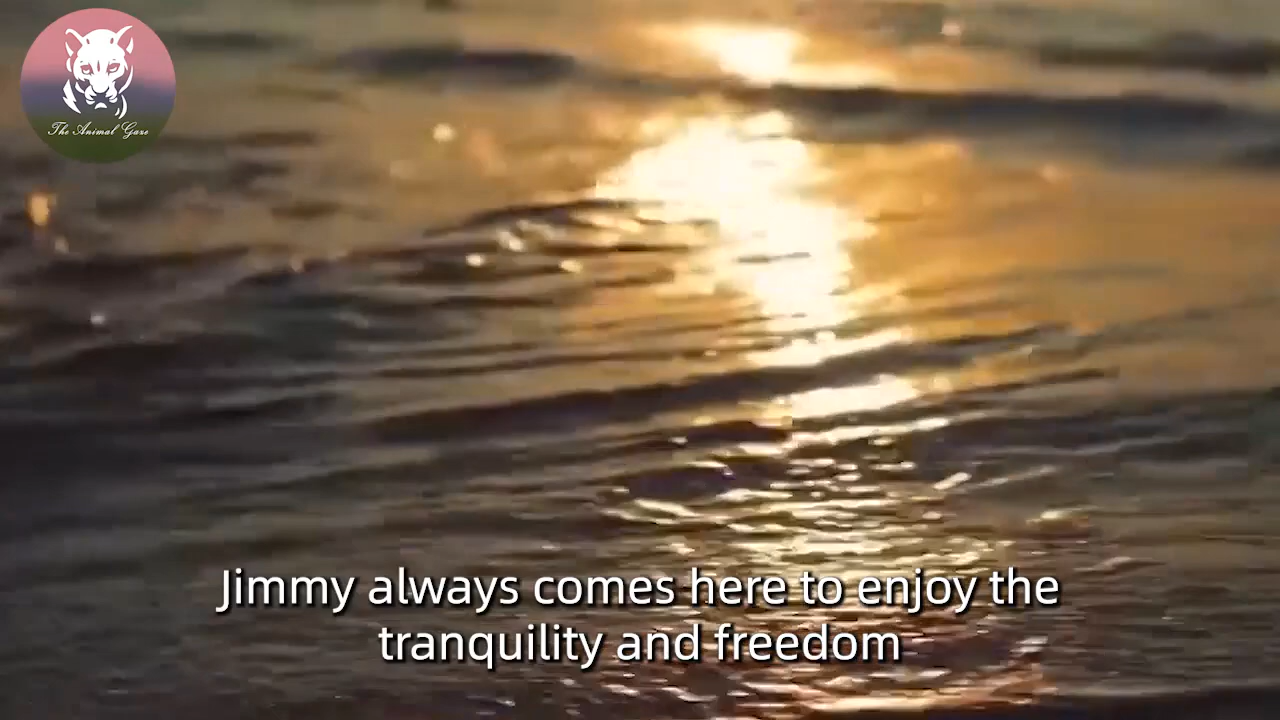 The Animal Gaze
Jimmy always comes here to enjoy the
tranquility and freedom